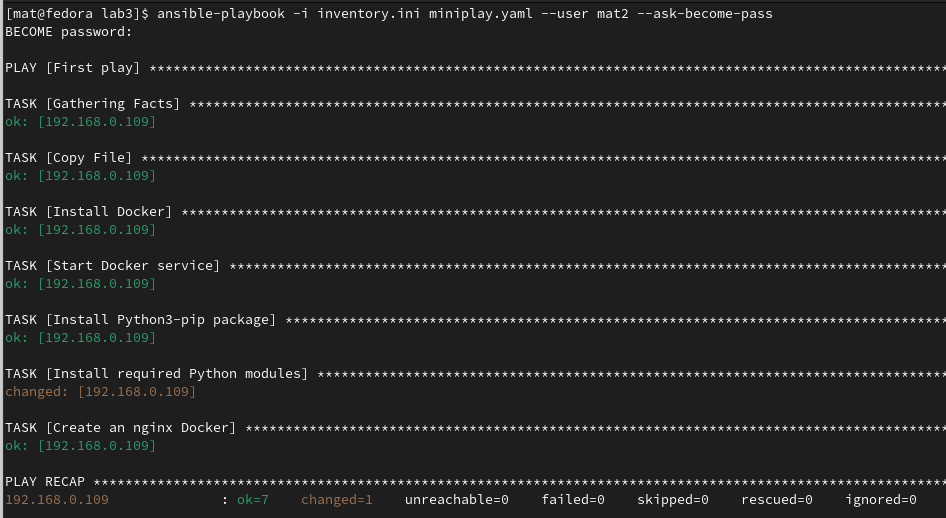 [mat@fedora lab3]$ ansible-playbook -i inventory.ini miniplay.yaml --user mat2 --ask-become-pass
BECOME password:
PLAY [First play] ****************************************************************************************************
TASK [Gathering Facts] ***********************************************************************************************
ok: [192.168.0.109]
TASK [Copy File] *****************************************************************************************************
ok: [192.168.0.109]
TASK [Install Docker] ************************************************************************************************
ok: [192.168.0.109]
TASK [Start Docker service] ******************************************************************************************
ok: [192.168.0.109]
TASK [Install Python3-pip package] ***********************************************************************************
ok: [192.168.0.109]
TASK [Install required Python modules] *******************************************************************************
changed: [192.168.0.109]
TASK [Create an nginx Docker] ****************************************************************************************
ok: [192.168.0.109]
PLAY RECAP ***********************************************************************************************************
192.168.0.109              : ok=7    changed=1    unreachable=0    failed=0    skipped=0    rescued=0    ignored=0